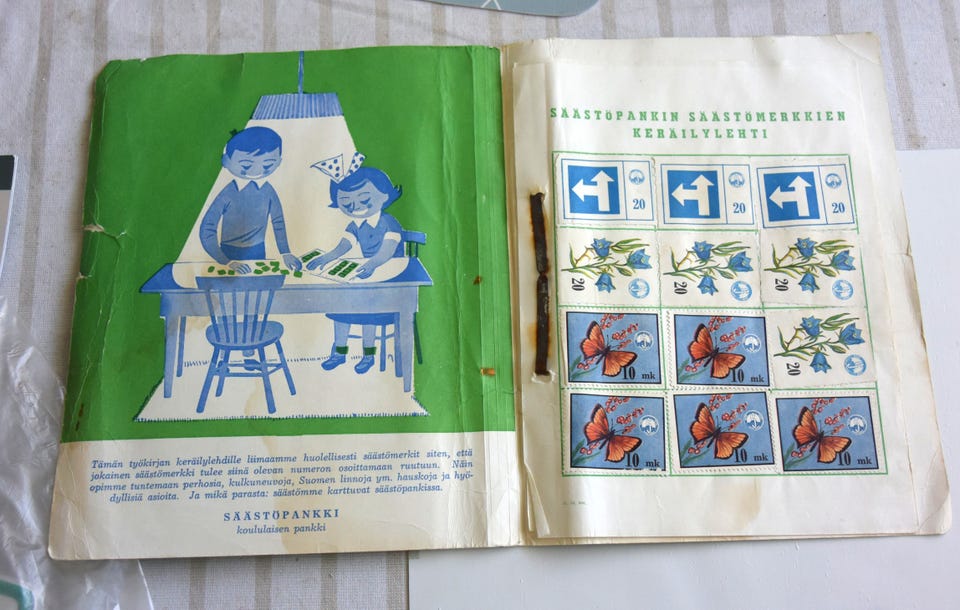 Tämän työkirjan keräilylehdille liimaamme huolellisesti säästömerkit siten, että
jokainen säästömerkki tulee siinä olevan numeron osoittamaan ruutuun. Näin
opimme tuntemaan perhosia, kulkuneuvoja, Suomen linnoja ym. hauskoja ja hyö-
dyllisiä asioita. Ja mikä parasta: säästömme karttuvat säästöpankissa.
SÄÄSTÖPANKKI
koululaisen pankki
SÄÄSTÖPANKIN SÄÄSTÖMERKKIEN
KERÄILYLEHTI
20 20 20
20 20 20
10 mk 10 mk 20
10 mk 10 mk 10 mk